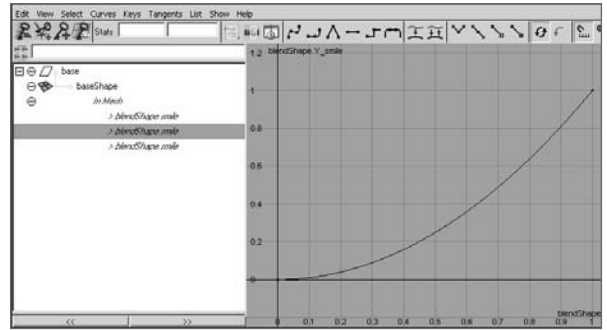 Edit View Select Curves Keys Tangents List Show Help
Stats
base
baseShape
In Mesh
> blendShape.smile
> blendShape.smile
> blendShape.smile
<< >>
blendShape.Y_smile
1.2
1
0.8
0.6
0.4
0.2
0
blendShape
0 0.1 0.2 0.3 0.4 0.5 0.6 0.7 0.8 0.9 1